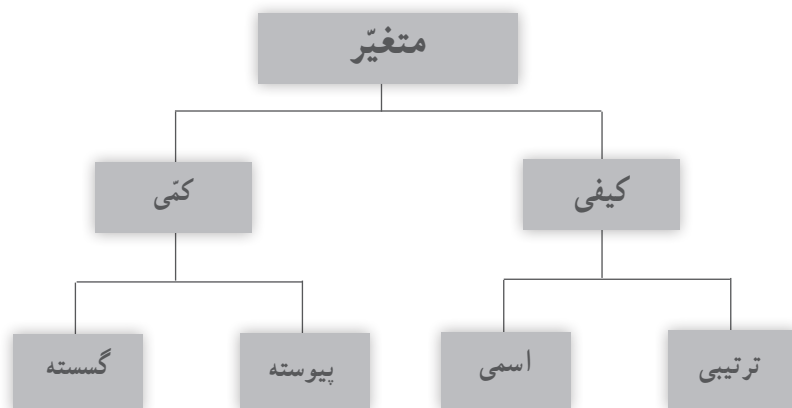 متغیّر
کیفی
کمّی
ترتیبی
اسمی
پیوسته
گسسته